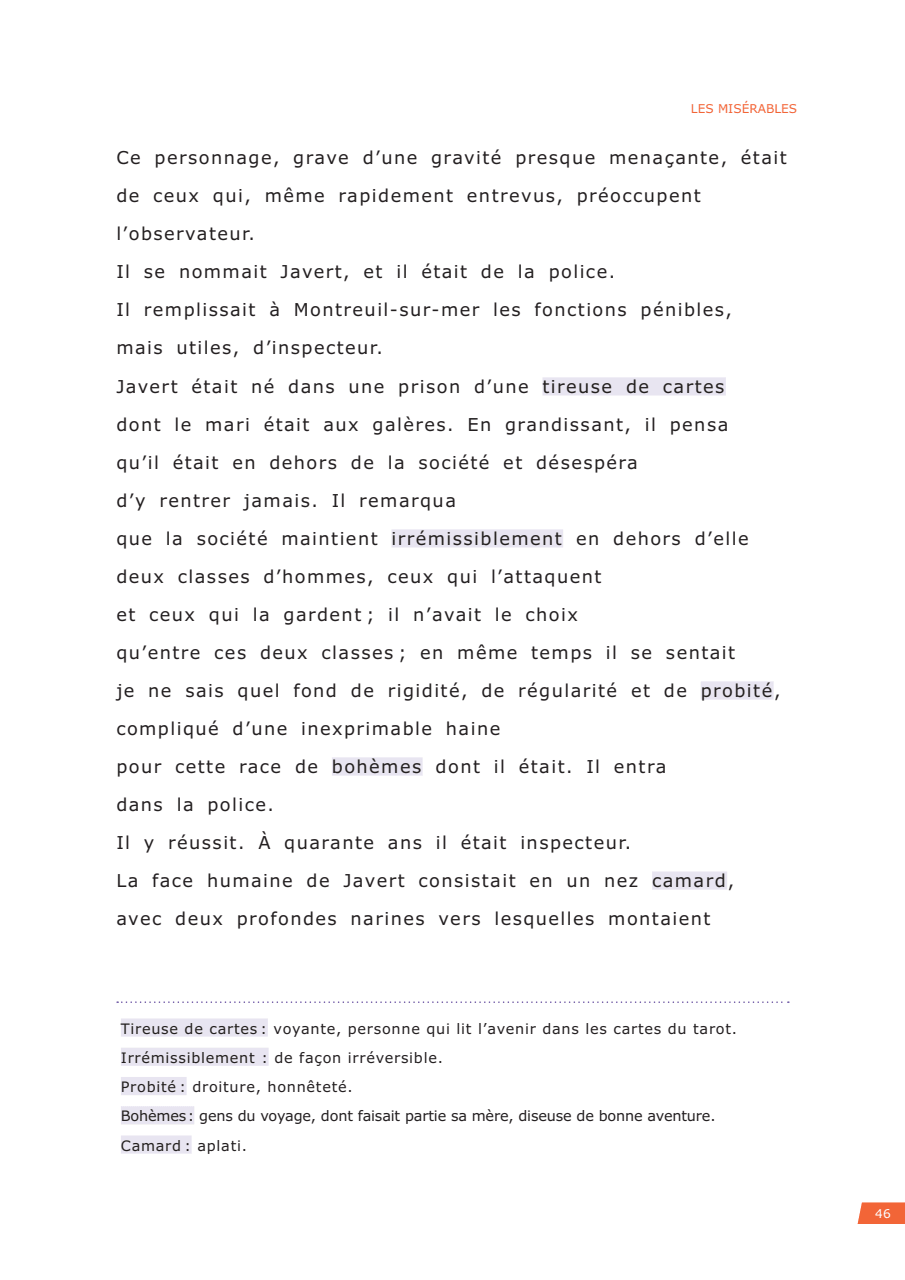 LES MISÉRABLES
Ce personnage, grave d’une gravité presque menaçante, était
de ceux qui, même rapidement entrevus, préoccupent
l’observateur.
Il se nommait Javert, et il était de la police.
Il remplissait à Montreuil-sur-mer les fonctions pénibles,
mais utiles, d’inspecteur.
Javert était né dans une prison d’une tireuse de cartes
dont le mari était aux galères. En grandissant, il pensa
qu’il était en dehors de la société et désespéra
d’y rentrer jamais. Il remarqua
que la société maintient irrémissiblement en dehors d’elle
deux classes d’hommes, ceux qui l’attaquent
et ceux qui la gardent ; il n’avait le choix
qu’entre ces deux classes ; en même temps il se sentait
je ne sais quel fond de rigidité, de régularité et de probité,
compliqué d’une inexprimable haine
pour cette race de bohèmes dont il était. Il entra
dans la police.
Il y réussit. À quarante ans il était inspecteur.
La face humaine de Javert consistait en un nez camard,
avec deux profondes narines vers lesquelles montaient
Tireuse de cartes : voyante, personne qui lit l’avenir dans les cartes du tarot.
Irrémissiblement : de façon irréversible.
Probité : droiture, honnêteté.
Bohèmes : gens du voyage, dont faisait partie sa mère, diseuse de bonne aventure.
Camard : aplati.
46